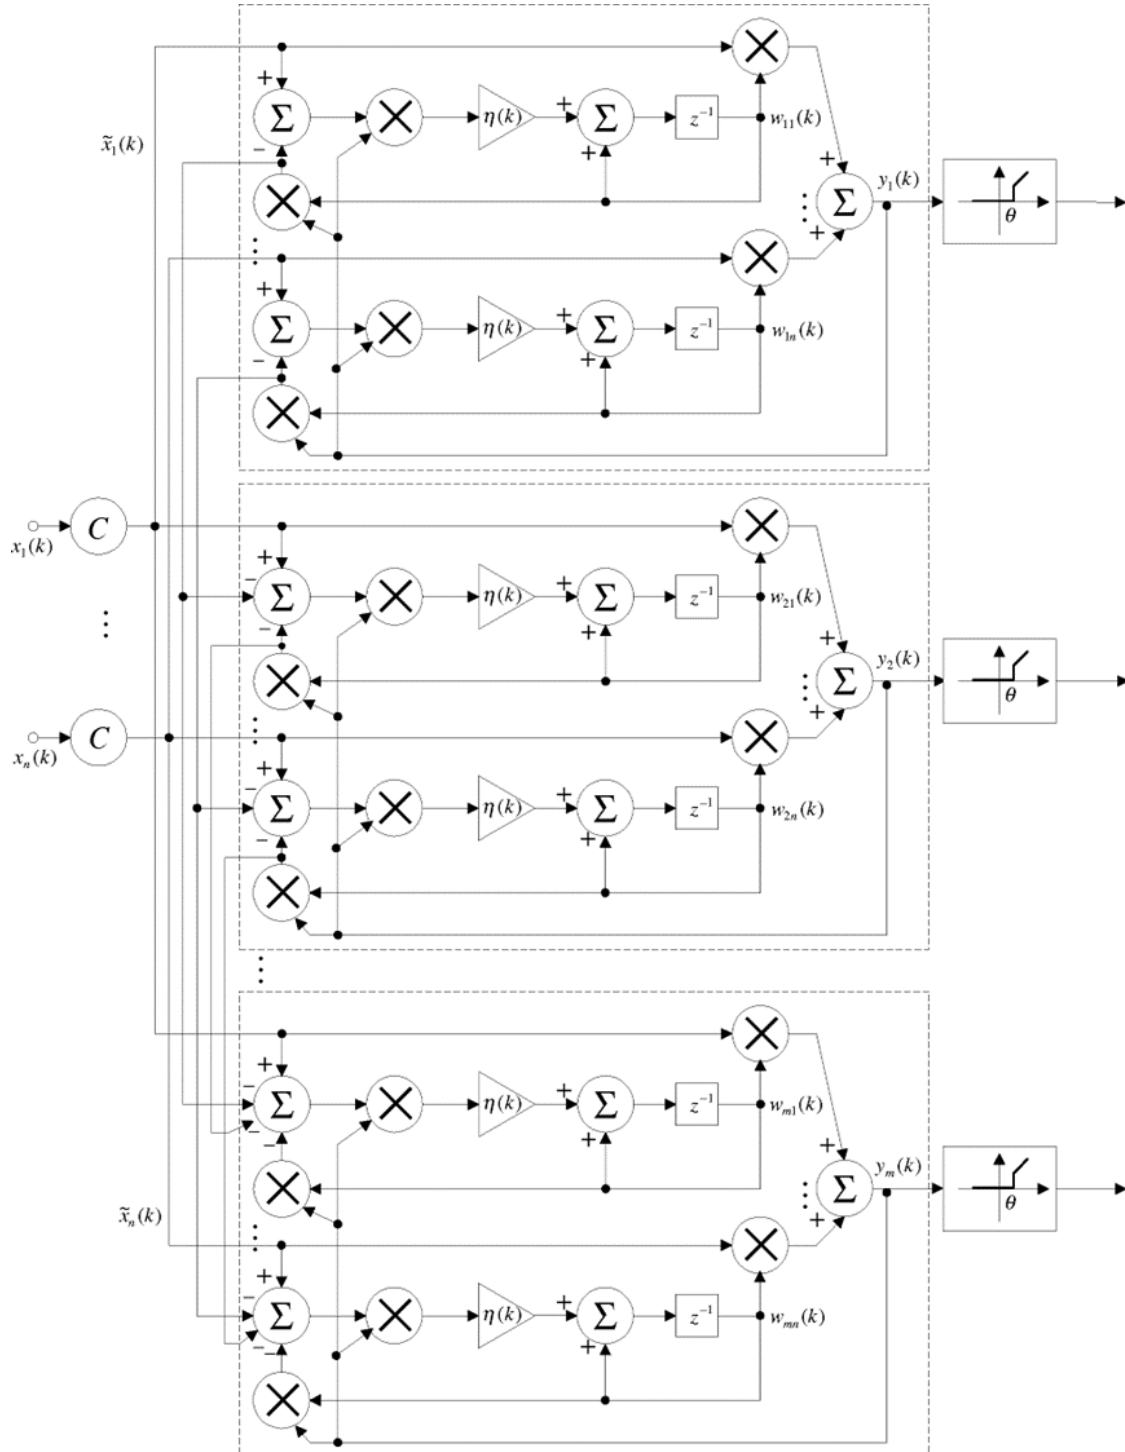 x̃₁(k)
+
Σ
−
η(k)
+
Σ
+
z⁻¹
w₁₁(k)
+
⋮
+
Σ
y₁(k)
θ
⋮
+
Σ
−
η(k)
+
Σ
+
z⁻¹
w₁ₙ(k)
x₁(k)
C
⋮
xₙ(k)
C
+
−
Σ
−
η(k)
+
Σ
+
z⁻¹
w₂₁(k)
+
⋮
+
Σ
y₂(k)
θ
⋮
+
−
Σ
−
η(k)
+
Σ
+
z⁻¹
w₂ₙ(k)
⋮
+
−
Σ
−
−
η(k)
+
Σ
+
z⁻¹
wₘ₁(k)
+
⋮
+
Σ
yₘ(k)
θ
x̃ₙ(k)
⋮
+
−
Σ
−
−
η(k)
+
Σ
+
z⁻¹
wₘₙ(k)